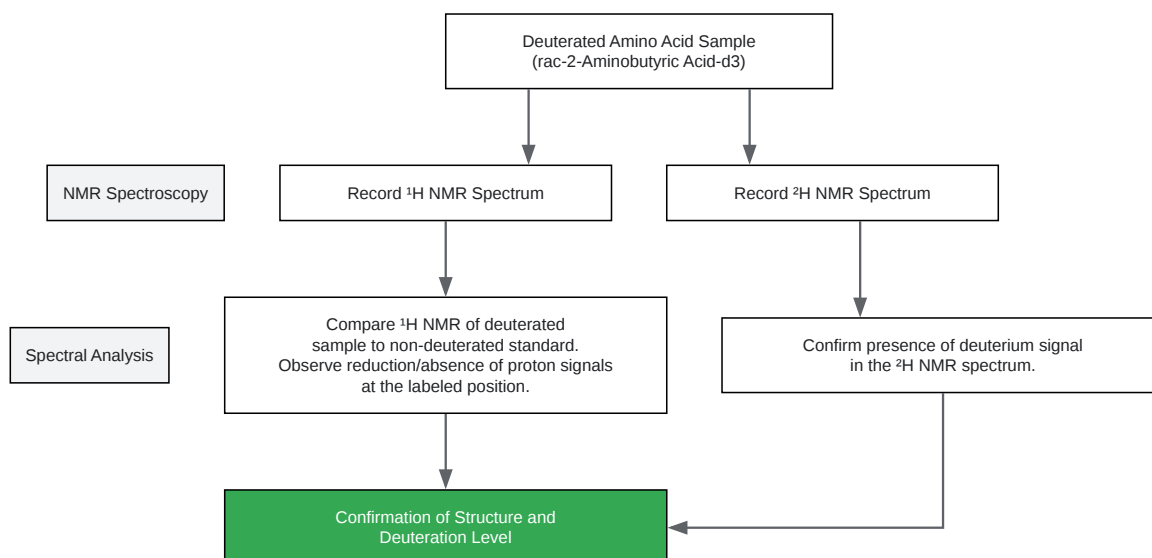 Deuterated Amino Acid Sample
(rac-2-Aminobutyric Acid-d3)
NMR Spectroscopy
Record ¹H NMR Spectrum
Record ²H NMR Spectrum
Spectral Analysis
Compare ¹H NMR of deuterated
sample to non-deuterated standard.
Observe reduction/absence of proton signals
at the labeled position.
Confirm presence of deuterium signal
in the ²H NMR spectrum.
Confirmation of Structure and
Deuteration Level